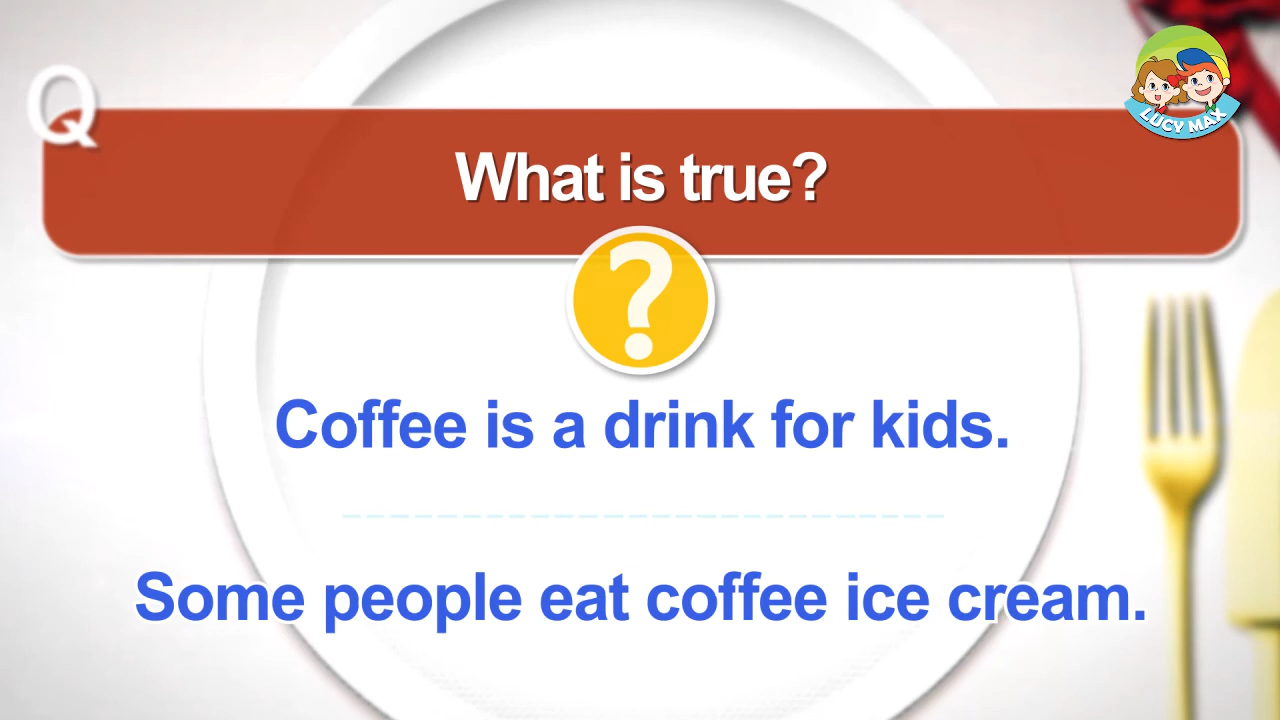 Q
What is true?
?
LUCY MAX
Coffee is a drink for kids.
Some people eat coffee ice cream.